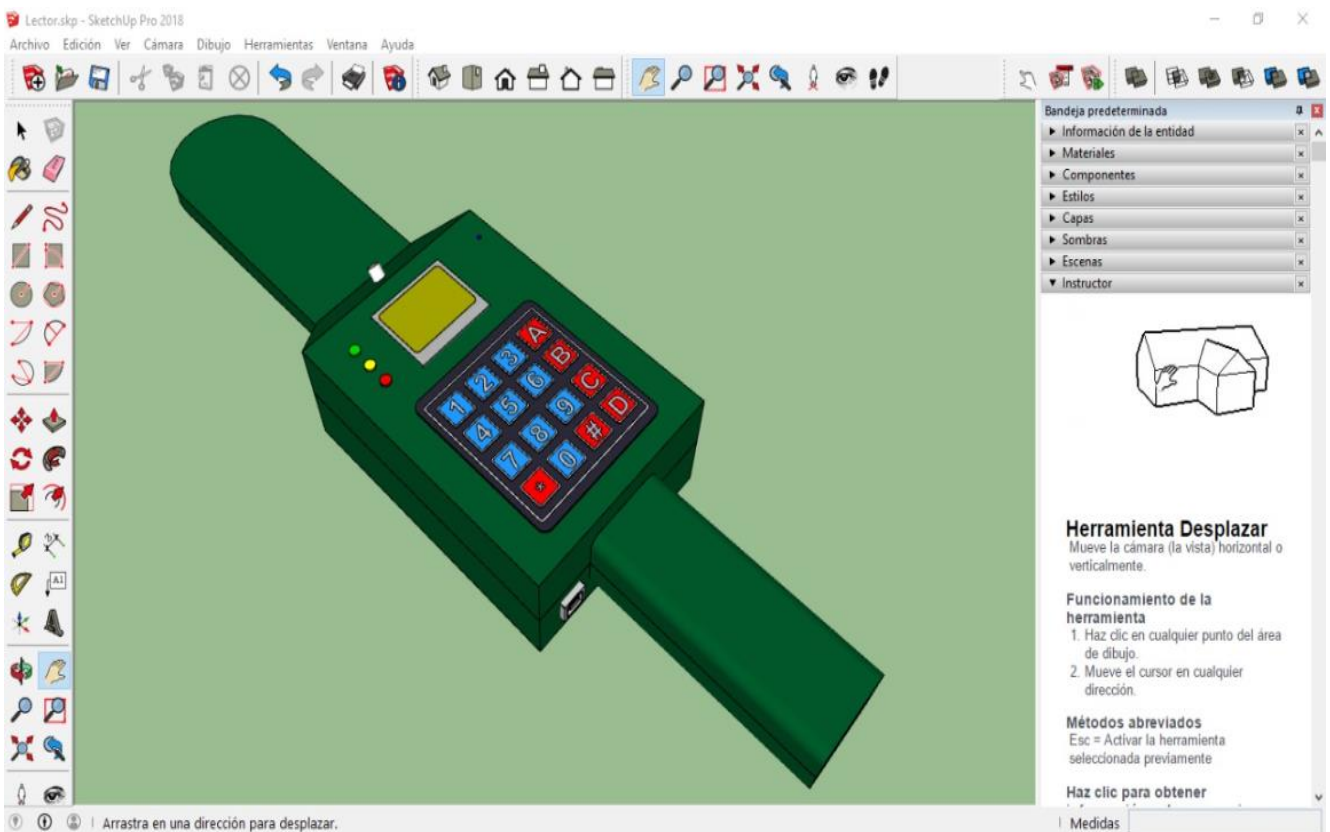 Lector.skp - SketchUp Pro 2018
Archivo Edición Ver Cámara Dibujo Herramientas Ventana Ayuda
Bandeja predeterminada
Información de la entidad
Materiales
Componentes
Estilos
Capas
Sombras
Escenas
Instructor
1 2 3 A
4 5 6 B
7 8 9 C
* 0 # D
A1
Herramienta Desplazar
Mueve la cámara (la vista) horizontal o
verticalmente.
Funcionamiento de la
herramienta
1. Haz clic en cualquier punto del área
de dibujo.
2. Mueve el cursor en cualquier
dirección.
Métodos abreviados
Esc = Activar la herramienta
seleccionada previamente
Haz clic para obtener
Arrastra en una dirección para desplazar.
Medidas